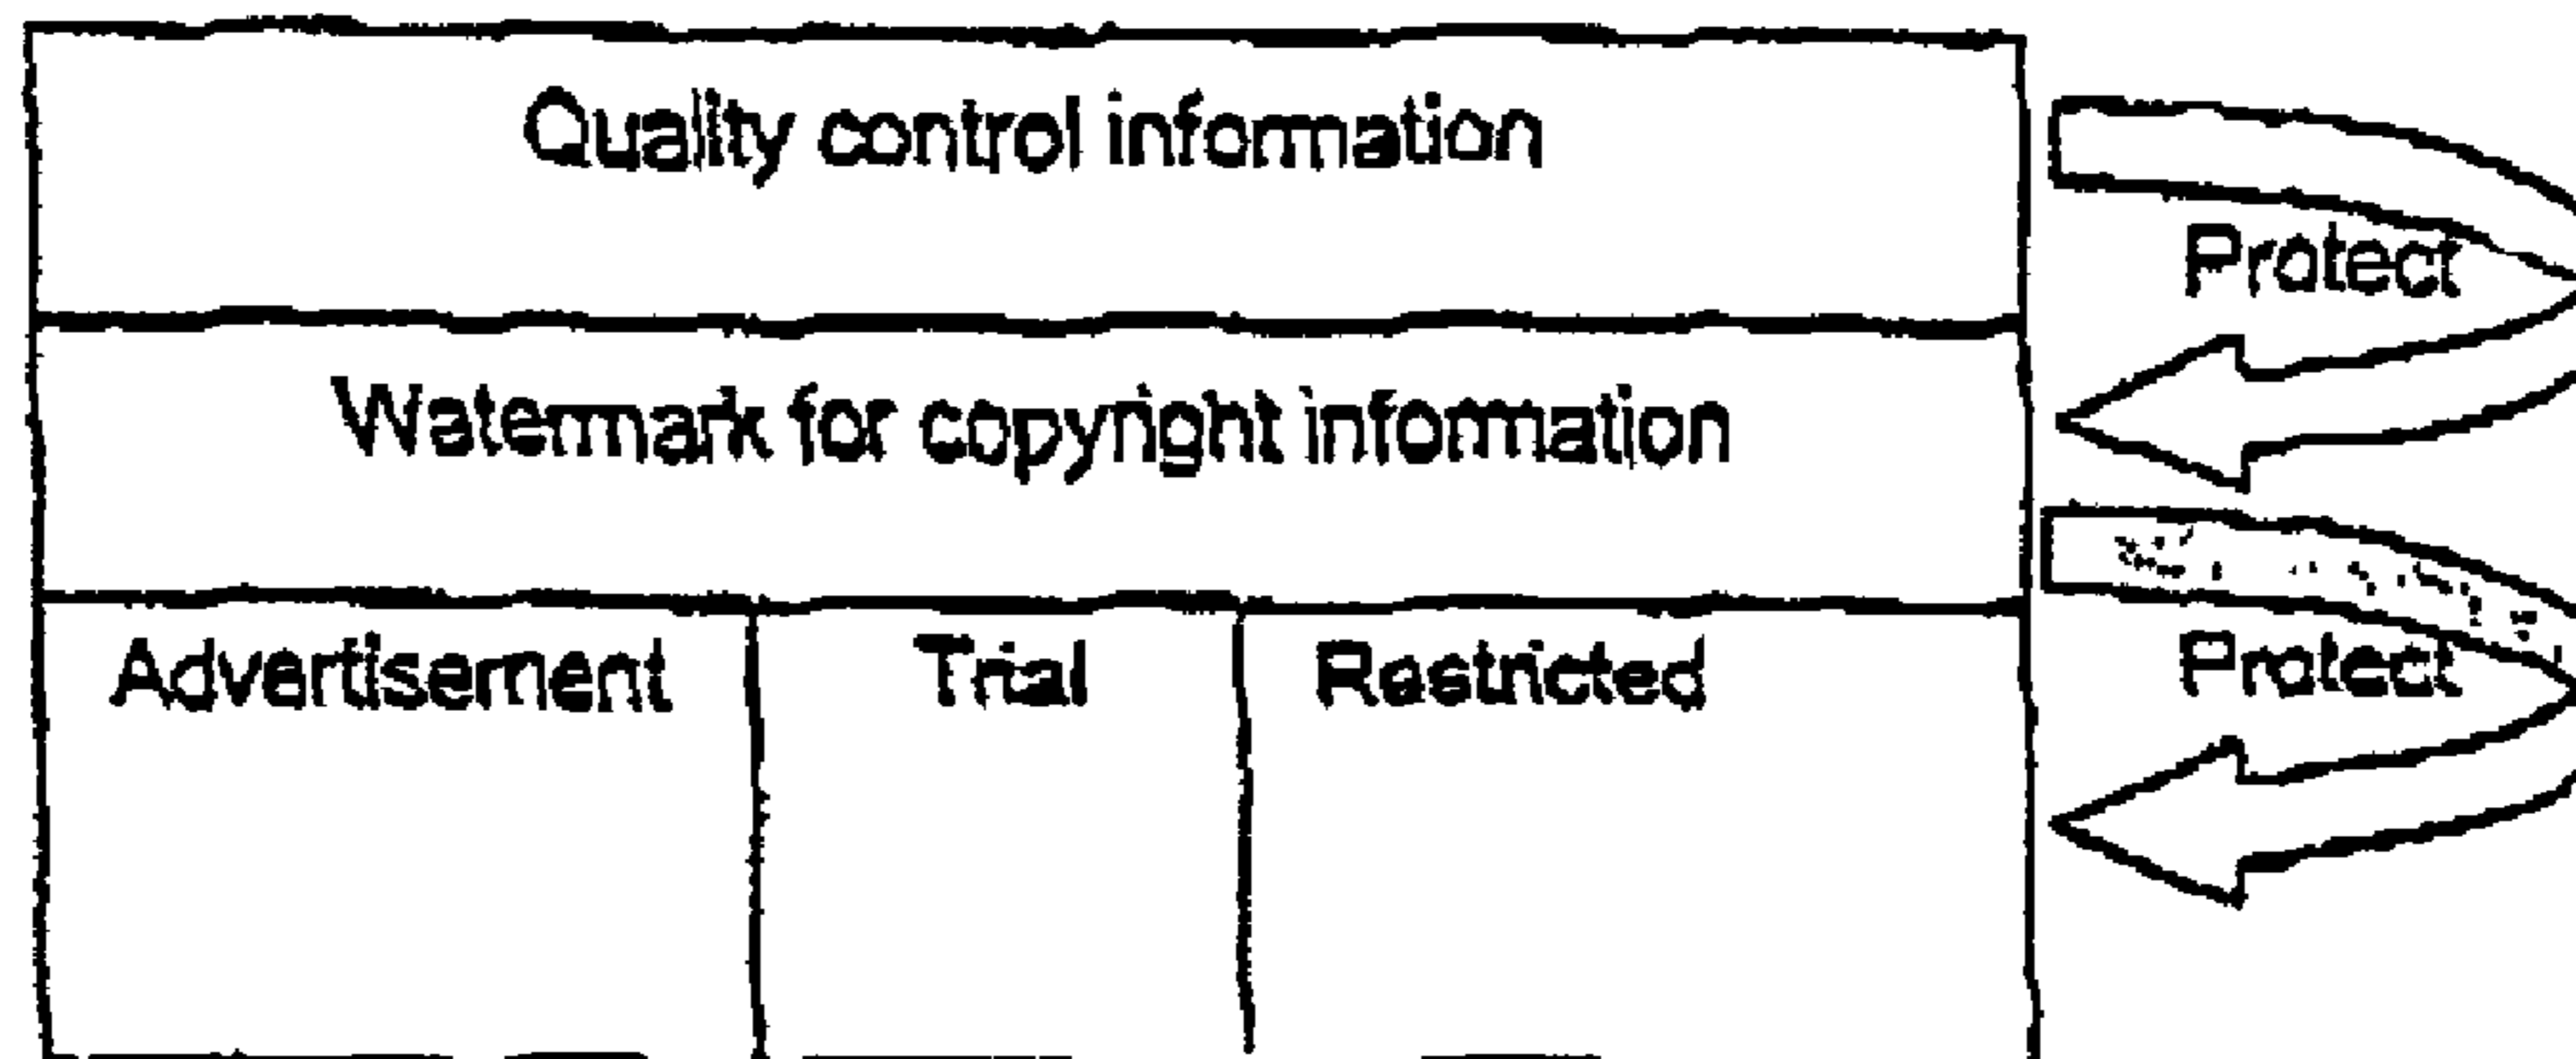 Quality control information
Protect
Watermark for copyright information
Advertisement Trial Restricted
Protect